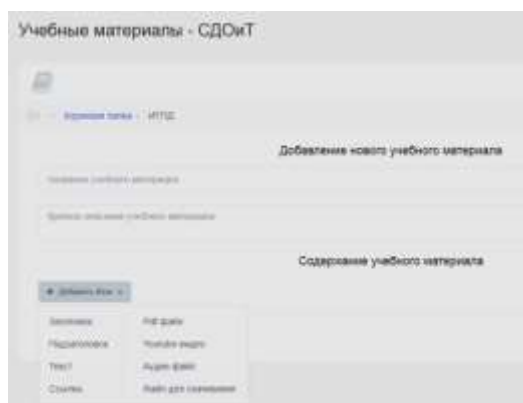 Учебные материалы - СДОиТ
Корневая папка - ИТПД
Добавление нового учебного материала
Название учебного материала
Краткое описание учебного материала
Содержание учебного материала
Добавить блок
Заголовок Pdf файл
Подзаголовок Youtube видео
Текст Аудио файл
Ссылка Файл для скачивания